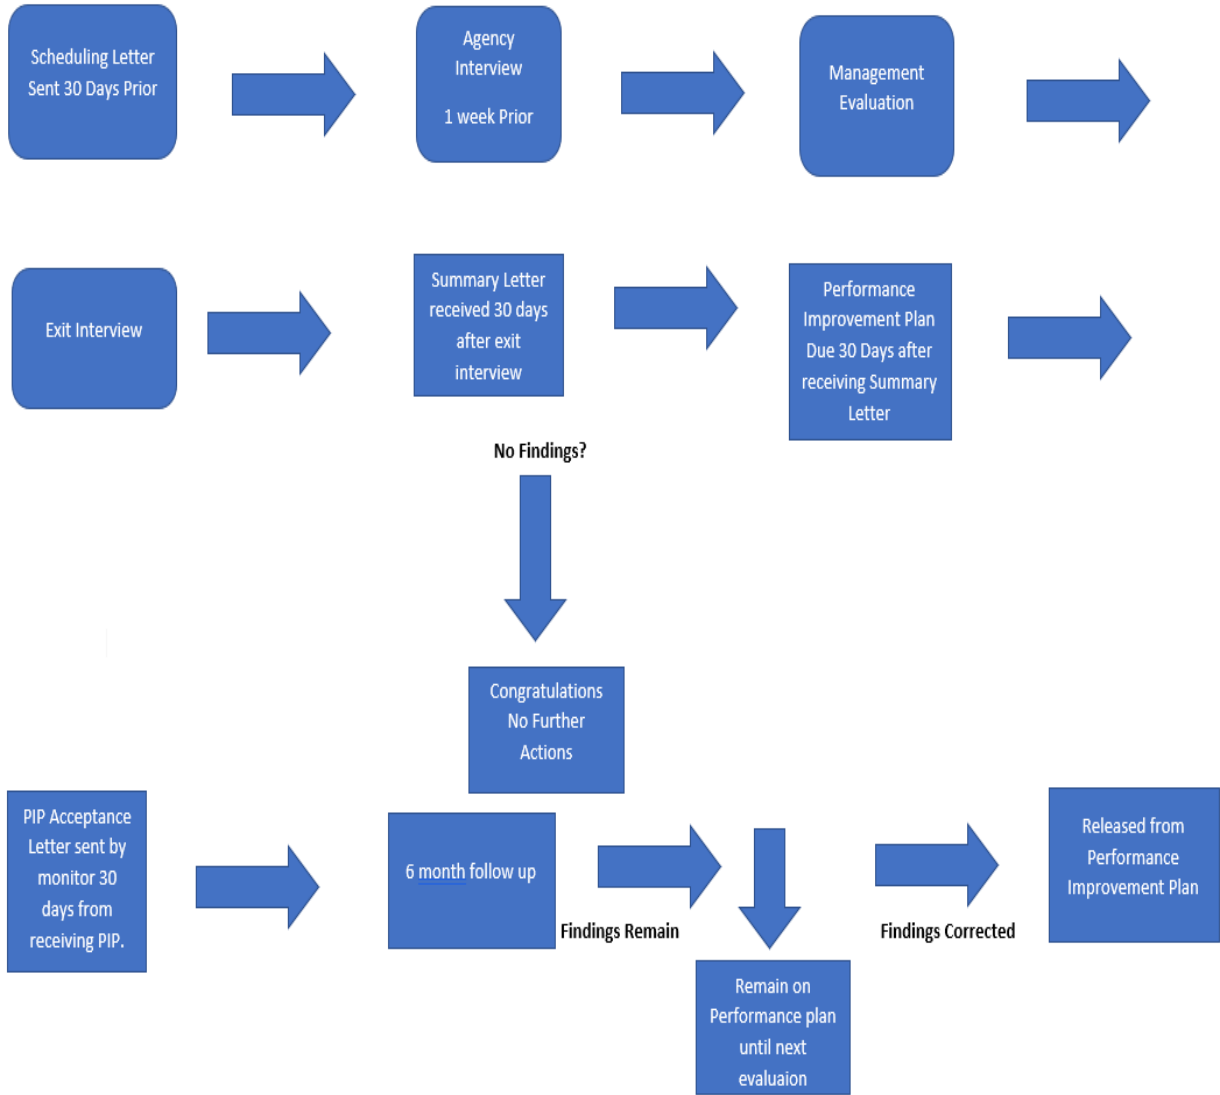 Scheduling Letter
Sent 30 Days Prior
Agency
Interview
1 week Prior
Management
Evaluation
Exit Interview
Summary Letter
received 30 days
after exit
interview
Performance
Improvement Plan
Due 30 Days after
receiving Summary
Letter
No Findings?
Congratulations
No Further
Actions
PIP Acceptance
Letter sent by
monitor 30
days from
receiving PIP.
6 month follow up
Findings Remain
Remain on
Performance plan
until next
evaluaion
Findings Corrected
Released from
Performance
Improvement Plan